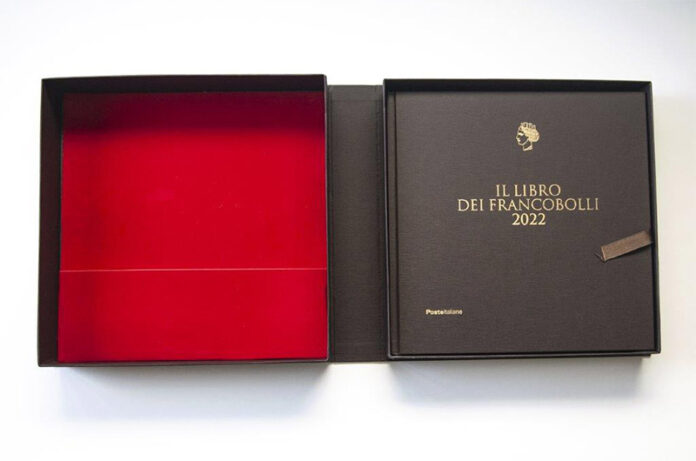 IL LIBRO
DEI FRANCOBOLLI
2022
Posteitaliane